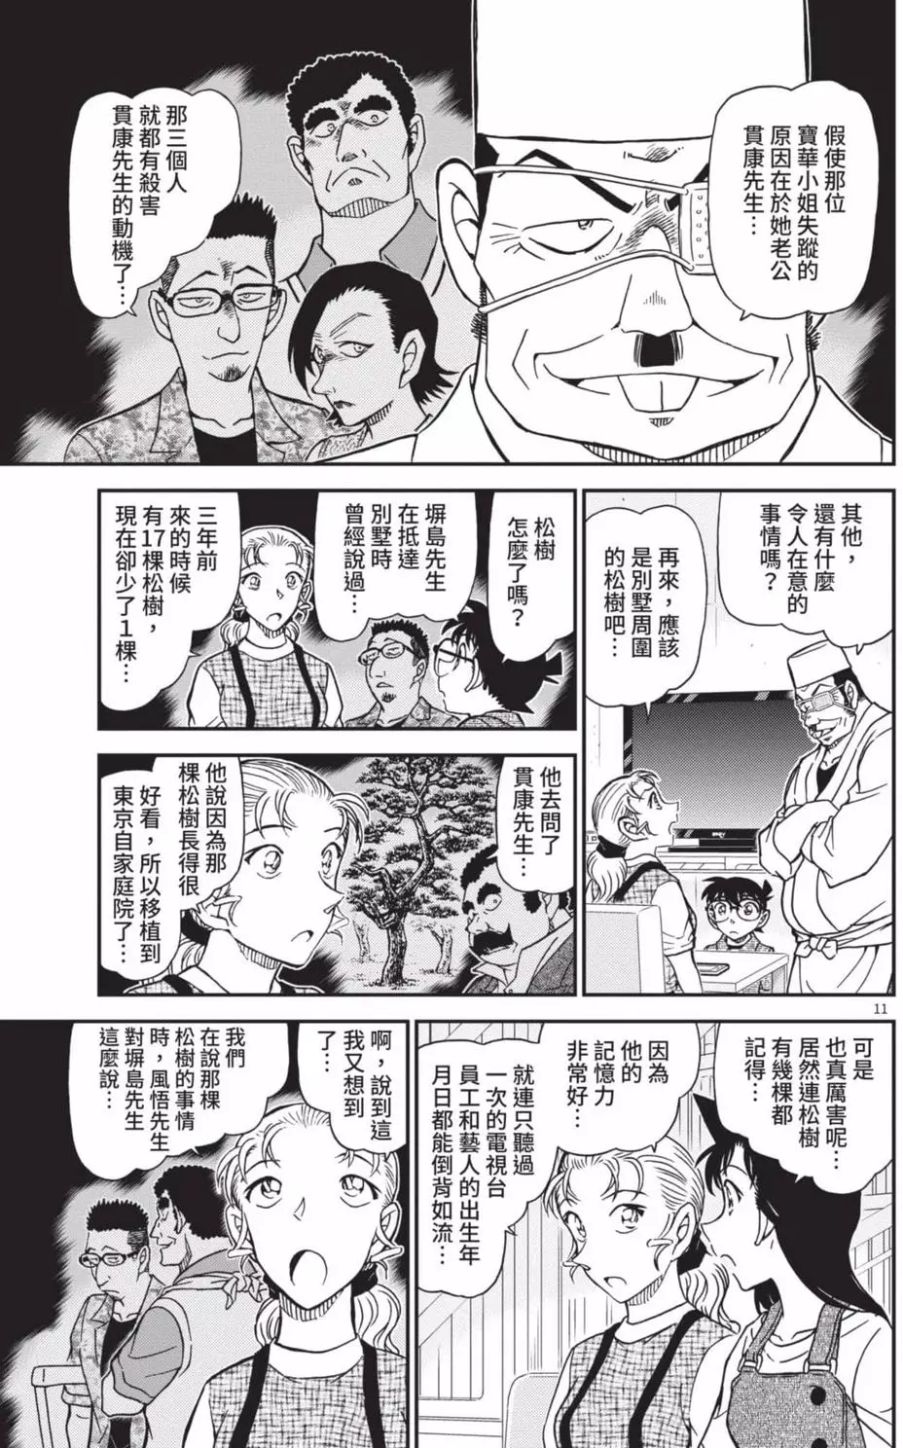 假使那位
寶華小姐失蹤的
原因在於她老公
貫康先生…
那三個人
就都有殺害
貫康先生的動機了…
其他，
還有什麼
令人在意的
事情嗎？
再來，應該
是別墅周圍
的松樹吧…
松樹
怎麼了嗎？
塀島先生
在抵達
別墅時
曾經說過…
三年前
來的時候
有17棵松樹，
現在卻少了1棵…
他去問了
貫康先生…
他說因為那
棵松樹長得很
好看，所以移植到
東京自家庭院了…
11
可是
也真厲害呢…
居然連松樹
有幾棵都
記得…
因為
他的
記憶力
非常好…
就連只聽過
一次的電視台
員工和藝人的出生年
月日都能倒背如流…
啊，說到這
我又想到
了…
我們
在說那棵
松樹的事情
時，風悟先生
對塀島先生
這麼說…